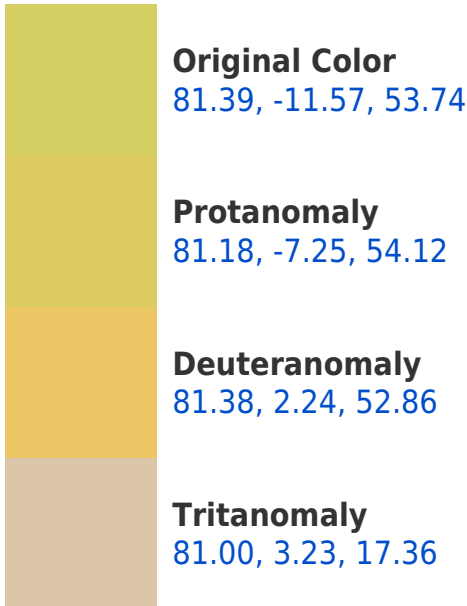 Original Color
81.39, -11.57, 53.74
Protanomaly
81.18, -7.25, 54.12
Deuteranomaly
81.38, 2.24, 52.86
Tritanomaly
81.00, 3.23, 17.36